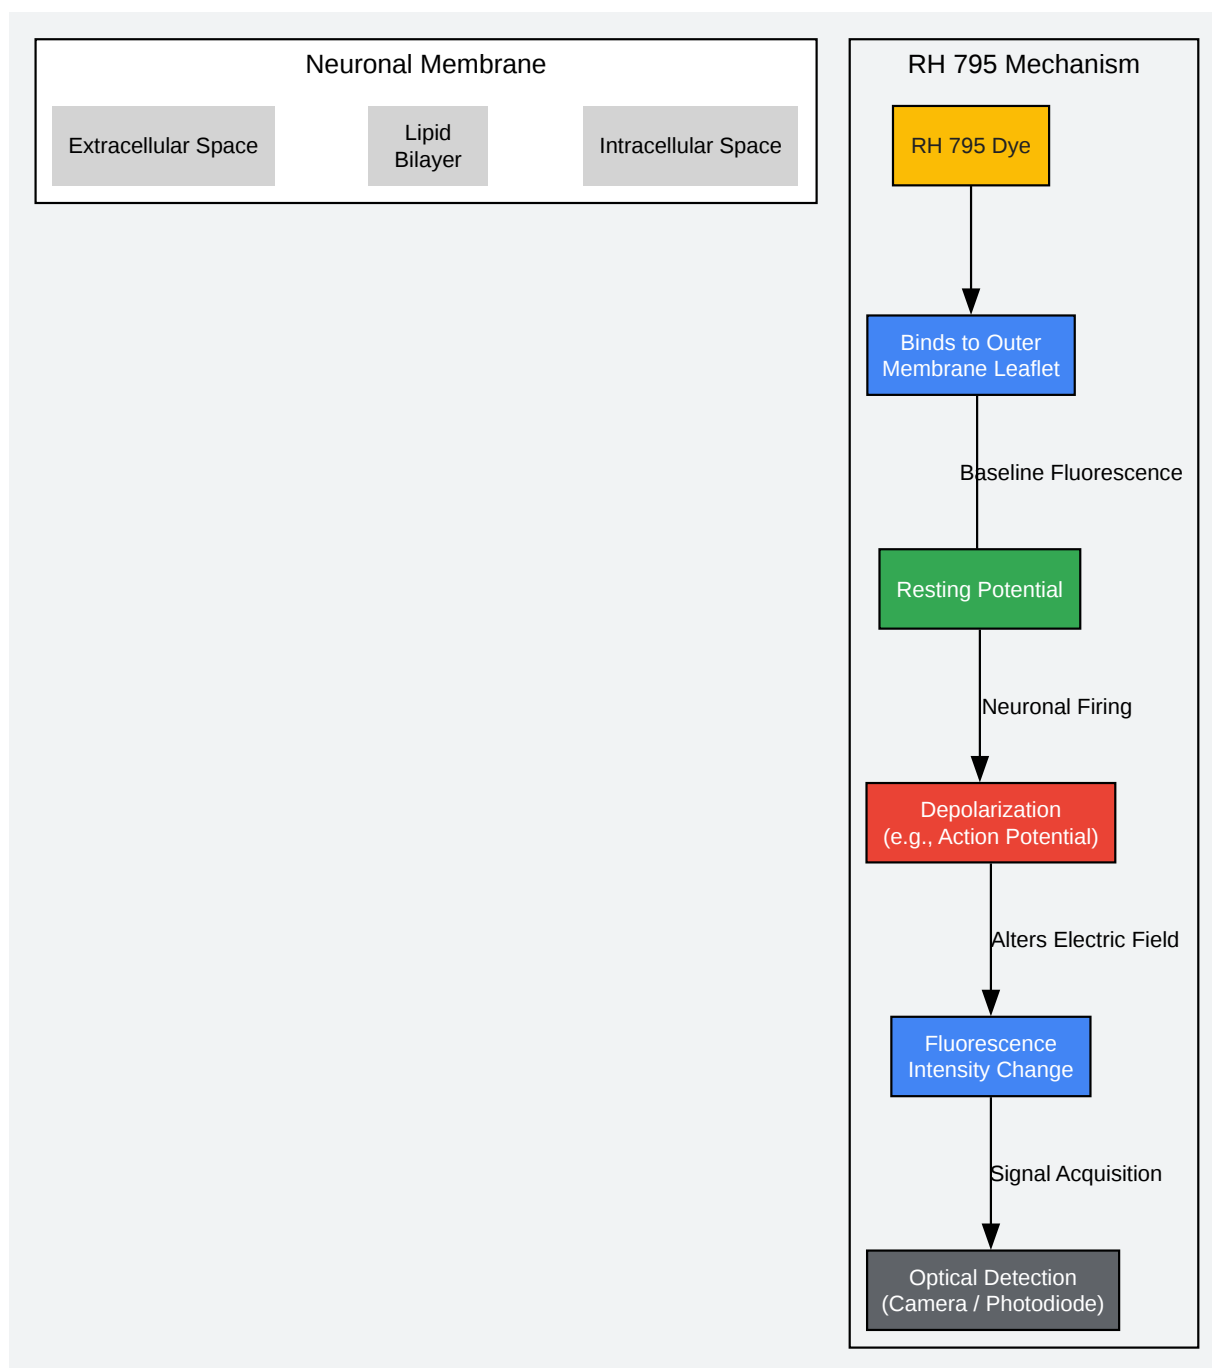 Neuronal Membrane
Extracellular Space
Lipid
Bilayer
Intracellular Space
RH 795 Mechanism
RH 795 Dye
Binds to Outer
Membrane Leaflet
Baseline Fluorescence
Resting Potential
Neuronal Firing
Depolarization
(e.g., Action Potential)
Alters Electric Field
Fluorescence
Intensity Change
Signal Acquisition
Optical Detection
(Camera / Photodiode)